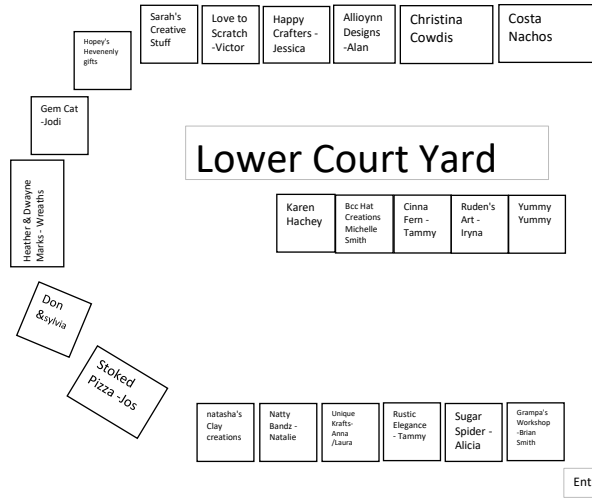 Sarah's
Creative
Stuff
Love to
Scratch
-Victor
Happy
Crafters -
Jessica
Allioynn
Designs
-Alan
Christina
Cowdis
Costa
Nachos
Hopey's
Hevenenly
gifts
Gem Cat
-Jodi
Lower Court Yard
Heather & Dwayne
Marks - Wreaths
Karen
Hachey
Bcc Hat
Creations
Michelle
Smith
Cinna
Fern -
Tammy
Ruden's
Art -
Iryna
Yummy
Yummy
Don
&sylvia
Stoked
Pizza -Jos
natasha's
Clay
creations
Natty
Bandz -
Natalie
Unique
Krafts-
Anna
/Laura
Rustic
Elegance
- Tammy
Sugar
Spider -
Alicia
Grampa's
Workshop
-Brian
Smith
Ent